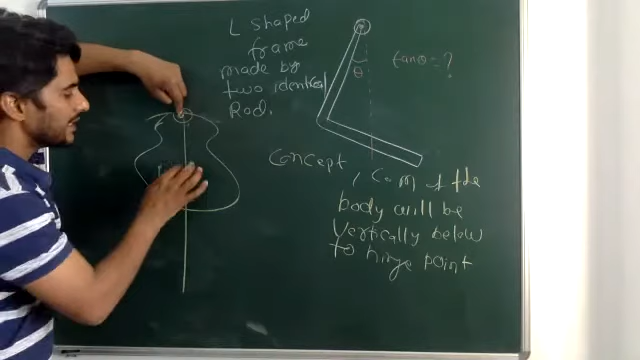 L shaped
frame
made by
two identical
Rod.
θ
tanθ = ?
Concept
, Com of the
body will be
Vertically below
to hinge point